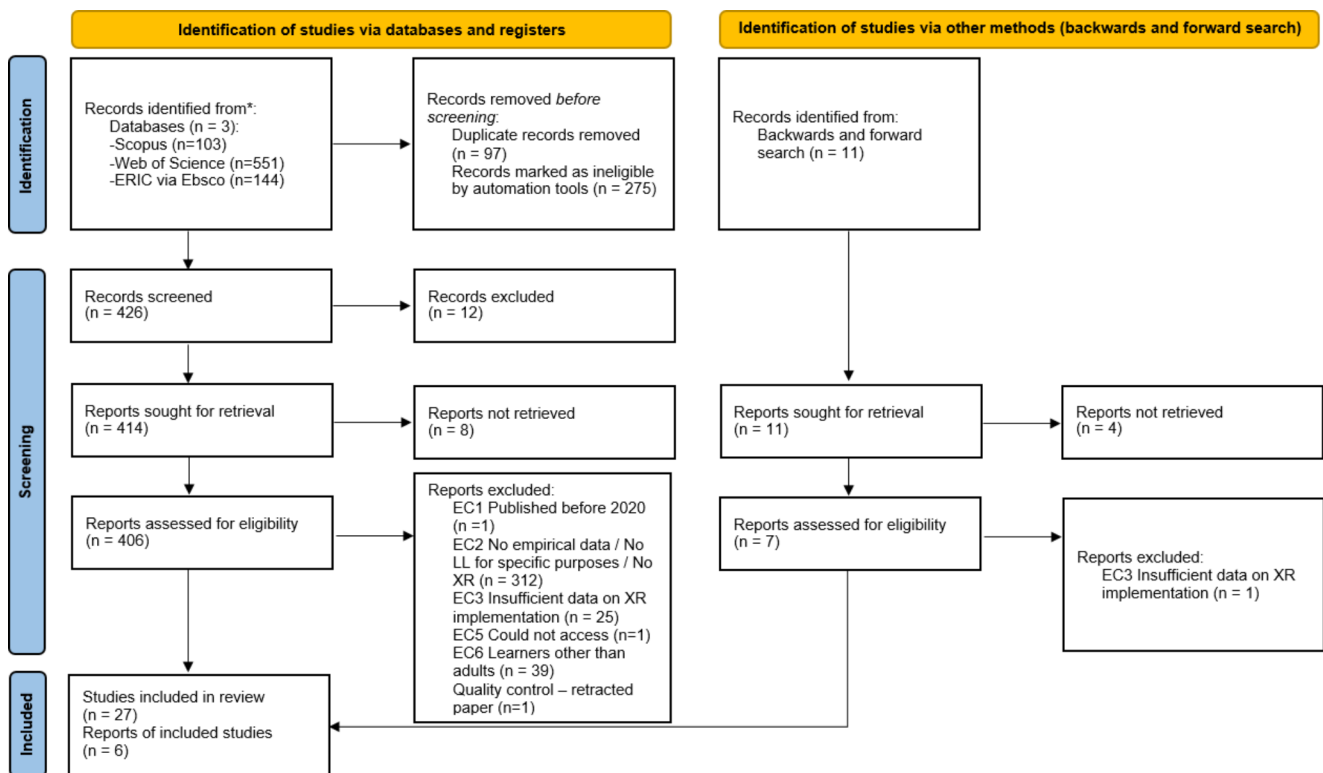 Identification of studies via databases and registers
Identification of studies via other methods (backwards and forward search)
Identification
Records identified from*:
Databases (n = 3):
-Scopus (n=103)
-Web of Science (n=551)
-ERIC via Ebsco (n=144)
Records removed before
screening:
Duplicate records removed
(n = 97)
Records marked as ineligible
by automation tools (n = 275)
Records identified from:
Backwards and forward
search (n = 11)
Screening
Records screened
(n = 426)
Records excluded
(n = 12)
Reports sought for retrieval
(n = 414)
Reports not retrieved
(n = 8)
Reports sought for retrieval
(n = 11)
Reports not retrieved
(n = 4)
Reports assessed for eligibility
(n = 406)
Reports excluded:
EC1 Published before 2020
(n =1)
EC2 No empirical data / No
LL for specific purposes / No
XR (n = 312)
EC3 Insufficient data on XR
implementation (n = 25)
EC5 Could not access (n=1)
EC6 Learners other than
adults (n = 39)
Quality control – retracted
paper (n=1)
Reports assessed for eligibility
(n = 7)
Reports excluded:
EC3 Insufficient data on XR
implementation (n = 1)
Included
Studies included in review
(n = 27)
Reports of included studies
(n = 6)